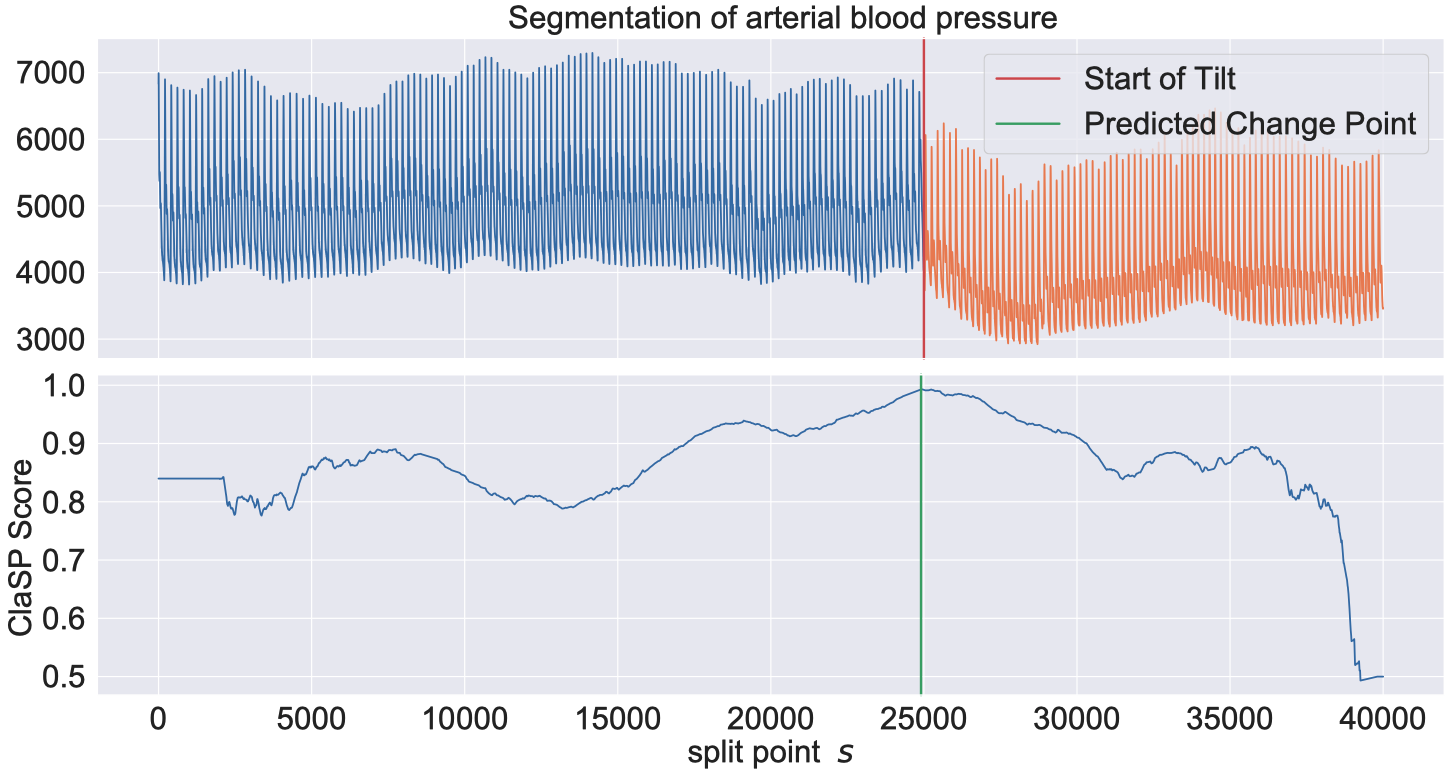 Segmentation of arterial blood pressure
7000
6000
5000
4000
3000
Start of Tilt
Predicted Change Point
1.0
0.9
0.8
0.7
0.6
0.5
ClaSP Score
0 5000 10000 15000 20000 25000 30000 35000 40000
split point s